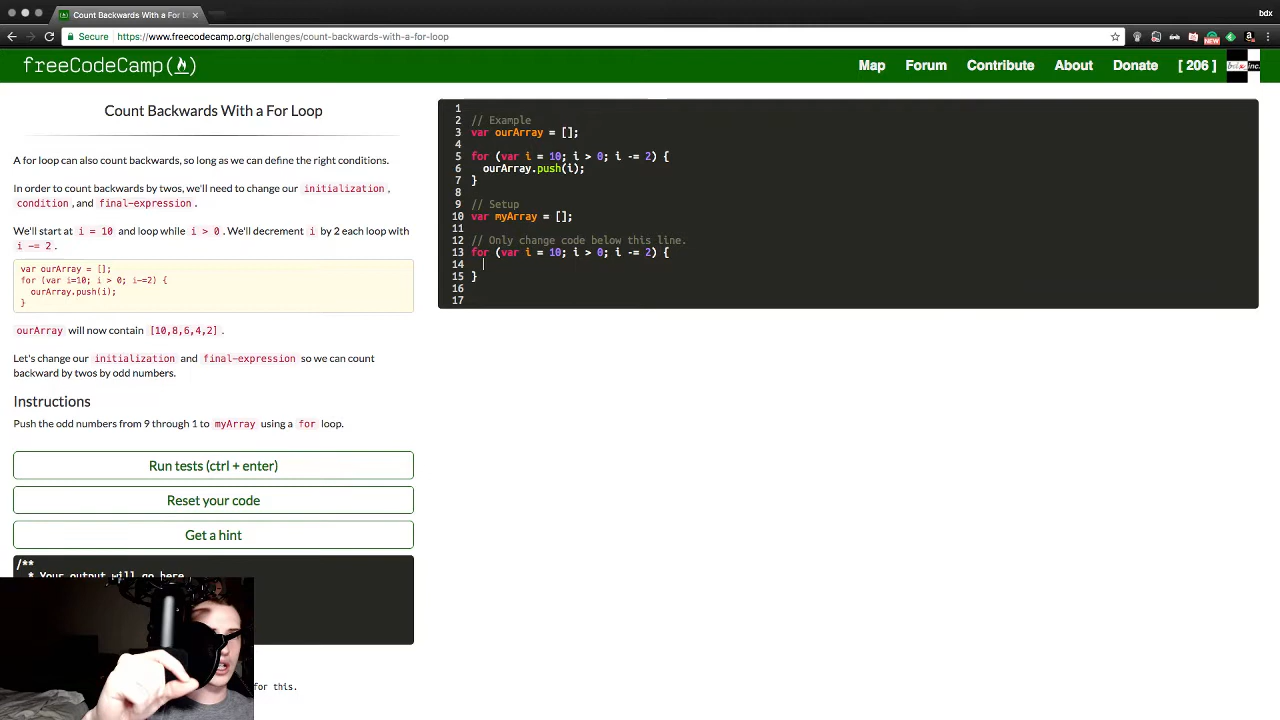 Count Backwards With a For L
bdx
Secure
https://www.freecodecamp.org/challenges/count-backwards-with-a-for-loop
NEW
freeCodeCamp
Map Forum Contribute About Donate [ 206 ]
inc.
Count Backwards With a For Loop
A for loop can also count backwards, so long as we can define the right conditions.
In order to count backwards by twos, we'll need to change our initialization,
condition, and final-expression.
We'll start at i = 10 and loop while i > 0. We'll decrement i by 2 each loop with
i -= 2.
var ourArray = [];
for (var i=10; i > 0; i-=2) {
ourArray.push(i);
}
ourArray will now contain [10,8,6,4,2].
Let's change our initialization and final-expression so we can count
backward by twos by odd numbers.
Instructions
Push the odd numbers from 9 through 1 to myArray using a for loop.
Run tests (ctrl + enter)
Reset your code
Get a hint
/**
* Your output will go here
for this.
1
2 // Example
3 var ourArray = [];
4
5 for (var i = 10; i > 0; i -= 2) {
6 ourArray.push(i);
7 }
8
9 // Setup
10 var myArray = [];
11
12 // Only change code below this line.
13 for (var i = 10; i > 0; i -= 2) {
14
15 }
16
17